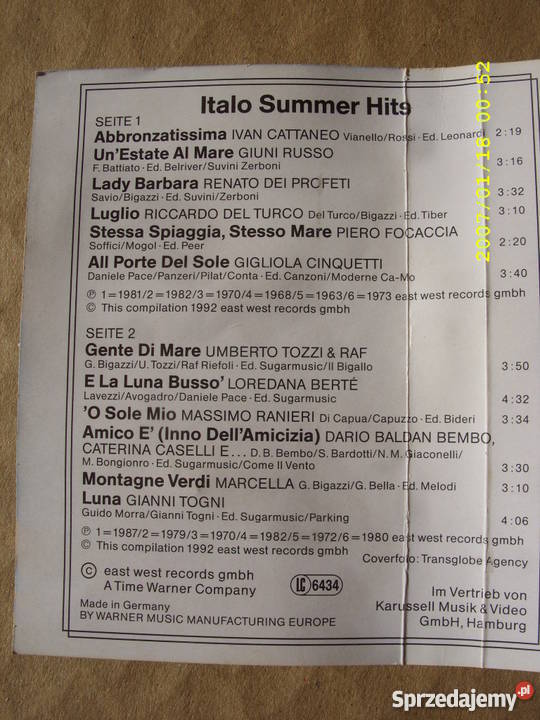 Italo Summer Hits
SEITE 1
Abbronzatissima IVAN CATTANEO Vianello/Rossi · Ed. Leonardi 2:19
Un'Estate Al Mare GIUNI RUSSO
F. Battiato · Ed. Belriver/Suvini Zerboni 3:16
Lady Barbara RENATO DEI PROFETI
Savio/Bigazzi · Ed. Suvini/Zerboni 3:32
Luglio RICCARDO DEL TURCO Del Turco/Bigazzi · Ed. Tiber 3:10
Stessa Spiaggia, Stesso Mare PIERO FOCACCIA
Soffici/Mogol · Ed. Peer 2:20
All Porte Del Sole GIGLIOLA CINQUETTI
Daniele Pace/Panzeri/Pilat/Conta · Ed. Canzoni/Moderne Ca-Mo 3:40
℗ 1=1981/2=1982/3=1970/4=1968/5=1963/6=1973 east west records gmbh
© This compilation 1992 east west records gmbh
SEITE 2
Gente Di Mare UMBERTO TOZZI & RAF
G. Bigazzi/U. Tozzi/Raf Riefoli · Ed. Sugarmusic/Il Bigallo 3:50
E La Luna Busso' LOREDANA BERTÉ
Lavezzi/Avogadro/Daniele Pace · Ed. Sugarmusic 4:32
'O Sole Mio MASSIMO RANIERI Di Capua/Capuzzo · Ed. Bideri 3:34
Amico E' (Inno Dell'Amicizia) DARIO BALDAN BEMBO,
CATERINA CASELLI E... D. B. Bembo/S. Bardotti/N. M. Giaconelli/
M. Bongionro · Ed. Sugarmusic/Come Il Vento 3:30
Montagne Verdi MARCELLA G. Bigazzi/G. Bella · Ed. Melodi 3:10
Luna GIANNI TOGNI
Guido Morra/Gianni Togni · Ed. Sugarmusic/Parking 4:06
℗ 1=1987/2=1979/3=1970/4=1982/5=1972/6=1980 east west records gmbh
© This compilation 1992 east west records gmbh
Coverfoto: Transglobe Agency
© east west records gmbh
A Time Warner Company
LC 6434
Made in Germany
BY WARNER MUSIC MANUFACTURING EUROPE
Im Vertrieb von
Karussell Musik & Video
GmbH, Hamburg
2007/01/18 00:52
Sprzedajemy.pl